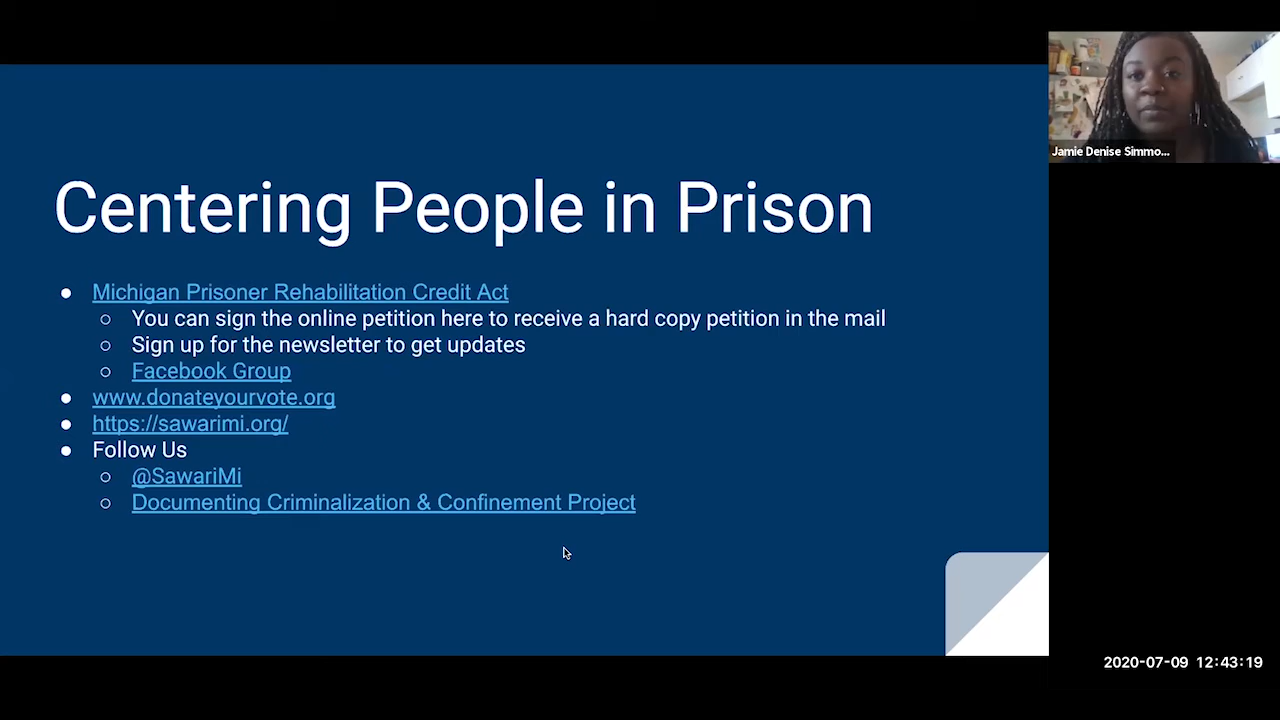 Centering People in Prison
● Michigan Prisoner Rehabilitation Credit Act
○ You can sign the online petition here to receive a hard copy petition in the mail
○ Sign up for the newsletter to get updates
○ Facebook Group
● www.donateyourvote.org
● https://sawarimi.org/
● Follow Us
○ @SawariMi
○ Documenting Criminalization & Confinement Project
Jamie Denise Simmo...
2020-07-09 12:43:19